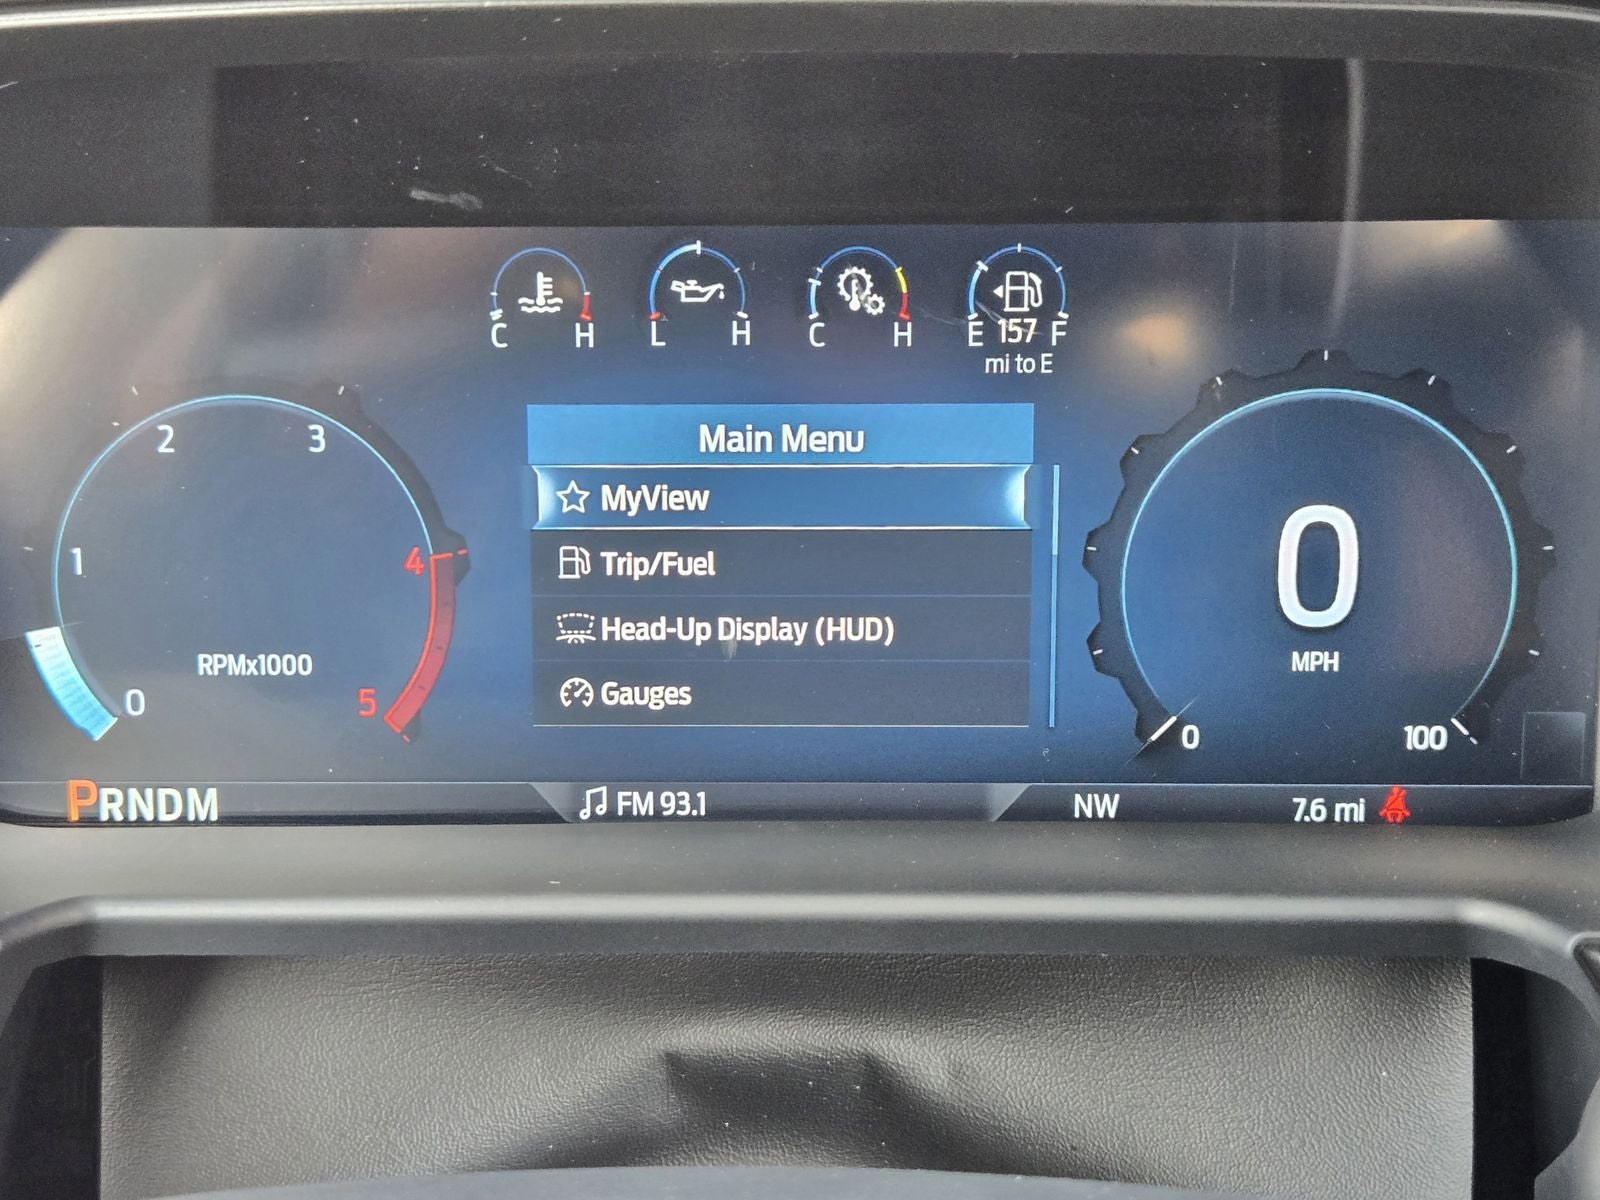 C H
L H
C H
E 157 F
mi to E
Main Menu
MyView
Trip/Fuel
Head-Up Display (HUD)
Gauges
0 1 2 3 4 5
RPMx1000
0
MPH
0 100
PRNDM
FM 93.1
NW
7.6 mi